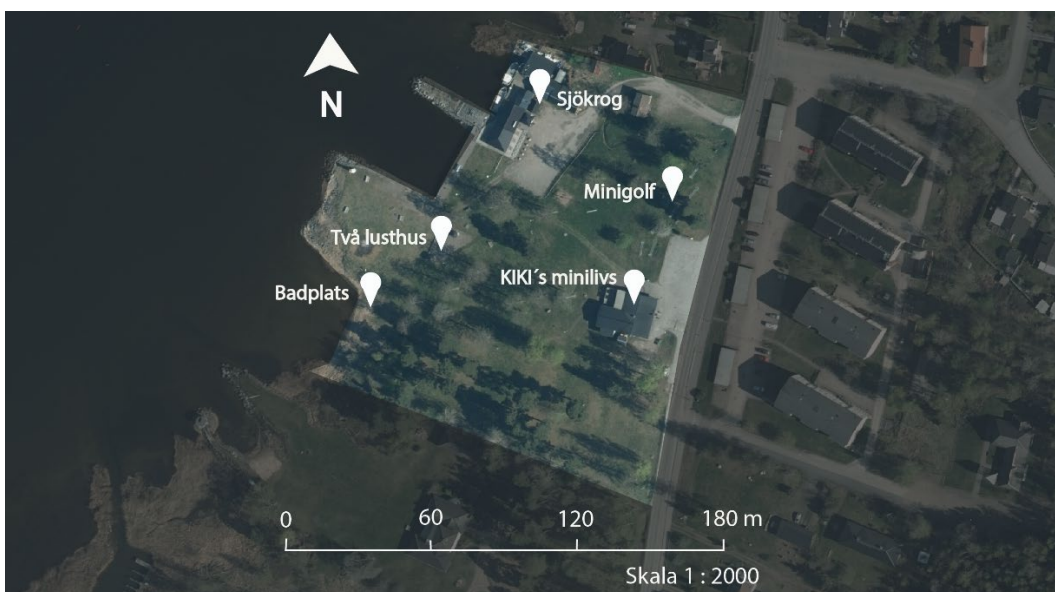 N
Sjökrog
Minigolf
Två lusthus
KIKI´s minilivs
Badplats
0 60 120 180 m
Skala 1 : 2000